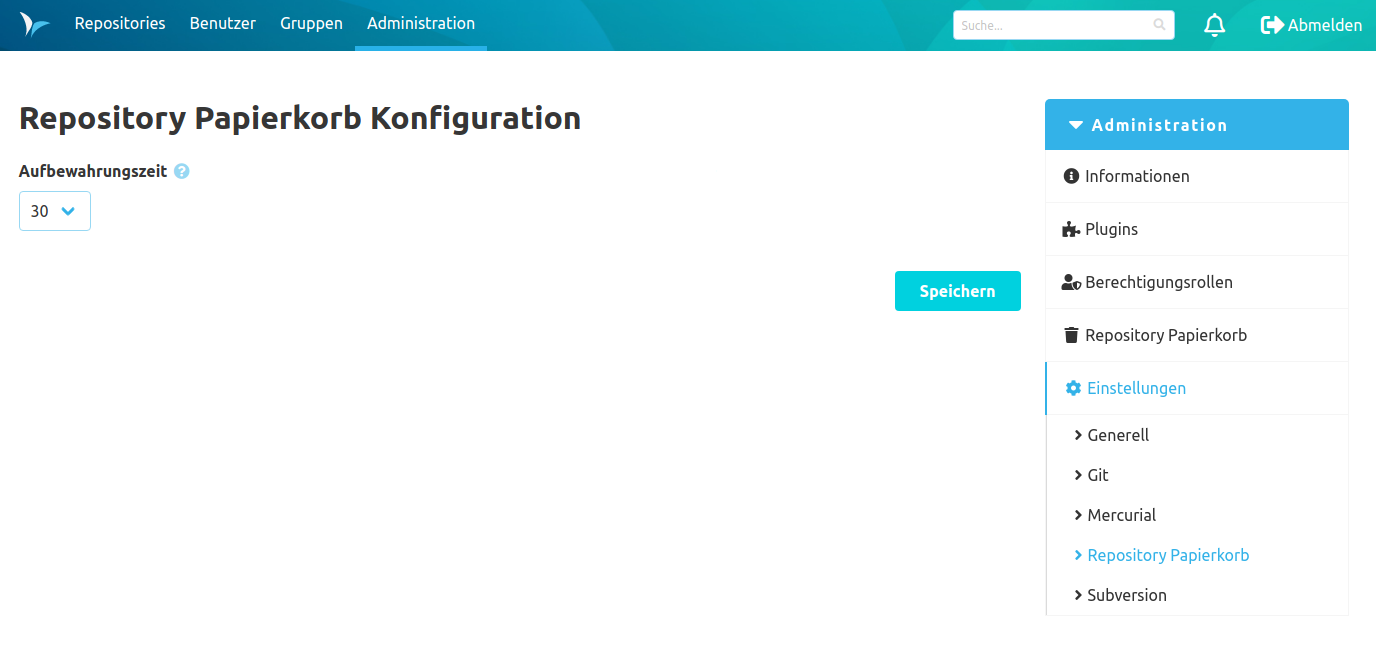 Repositories Benutzer Gruppen Administration Suche... Abmelden
Repository Papierkorb Konfiguration
Aufbewahrungszeit ?
30
Speichern
Administration
Informationen
Plugins
Berechtigungsrollen
Repository Papierkorb
Einstellungen
Generell
Git
Mercurial
Repository Papierkorb
Subversion